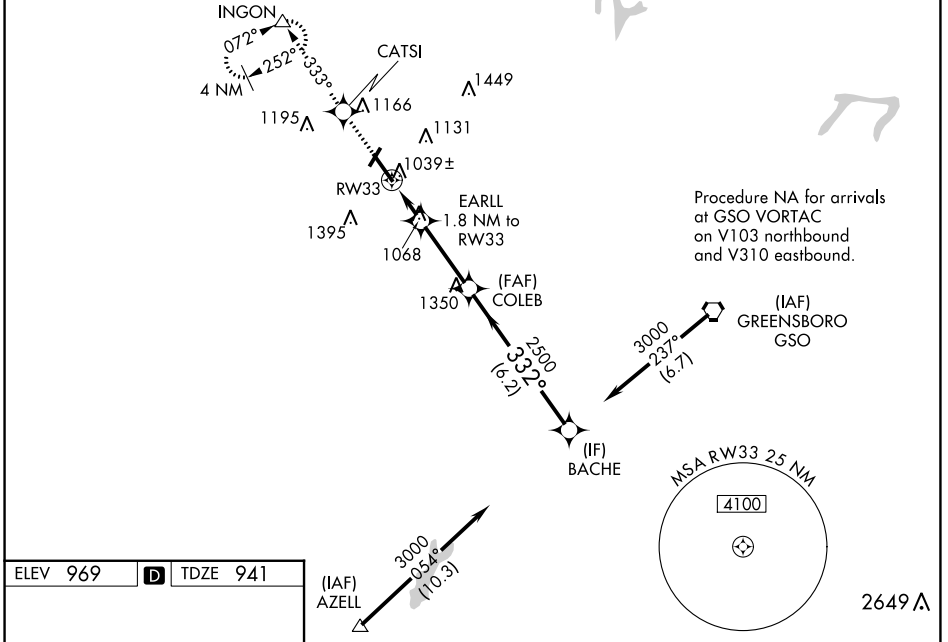 INGON
072°
252°
333°
4 NM
CATSI
1449
1166
1195
1131
1039±
RW33
EARLL
1.8 NM to
RW33
1395
1068
Procedure NA for arrivals
at GSO VORTAC
on V103 northbound
and V310 eastbound.
(FAF)
COLEB
1350
(IAF)
GREENSBORO
GSO
3000
237°
(6.7)
2500
332°
(6.2)
(IF)
BACHE
MSA RW33 25 NM
4100
3000
054°
(10.3)
(IAF)
AZELL
ELEV 969 D TDZE 941
2649